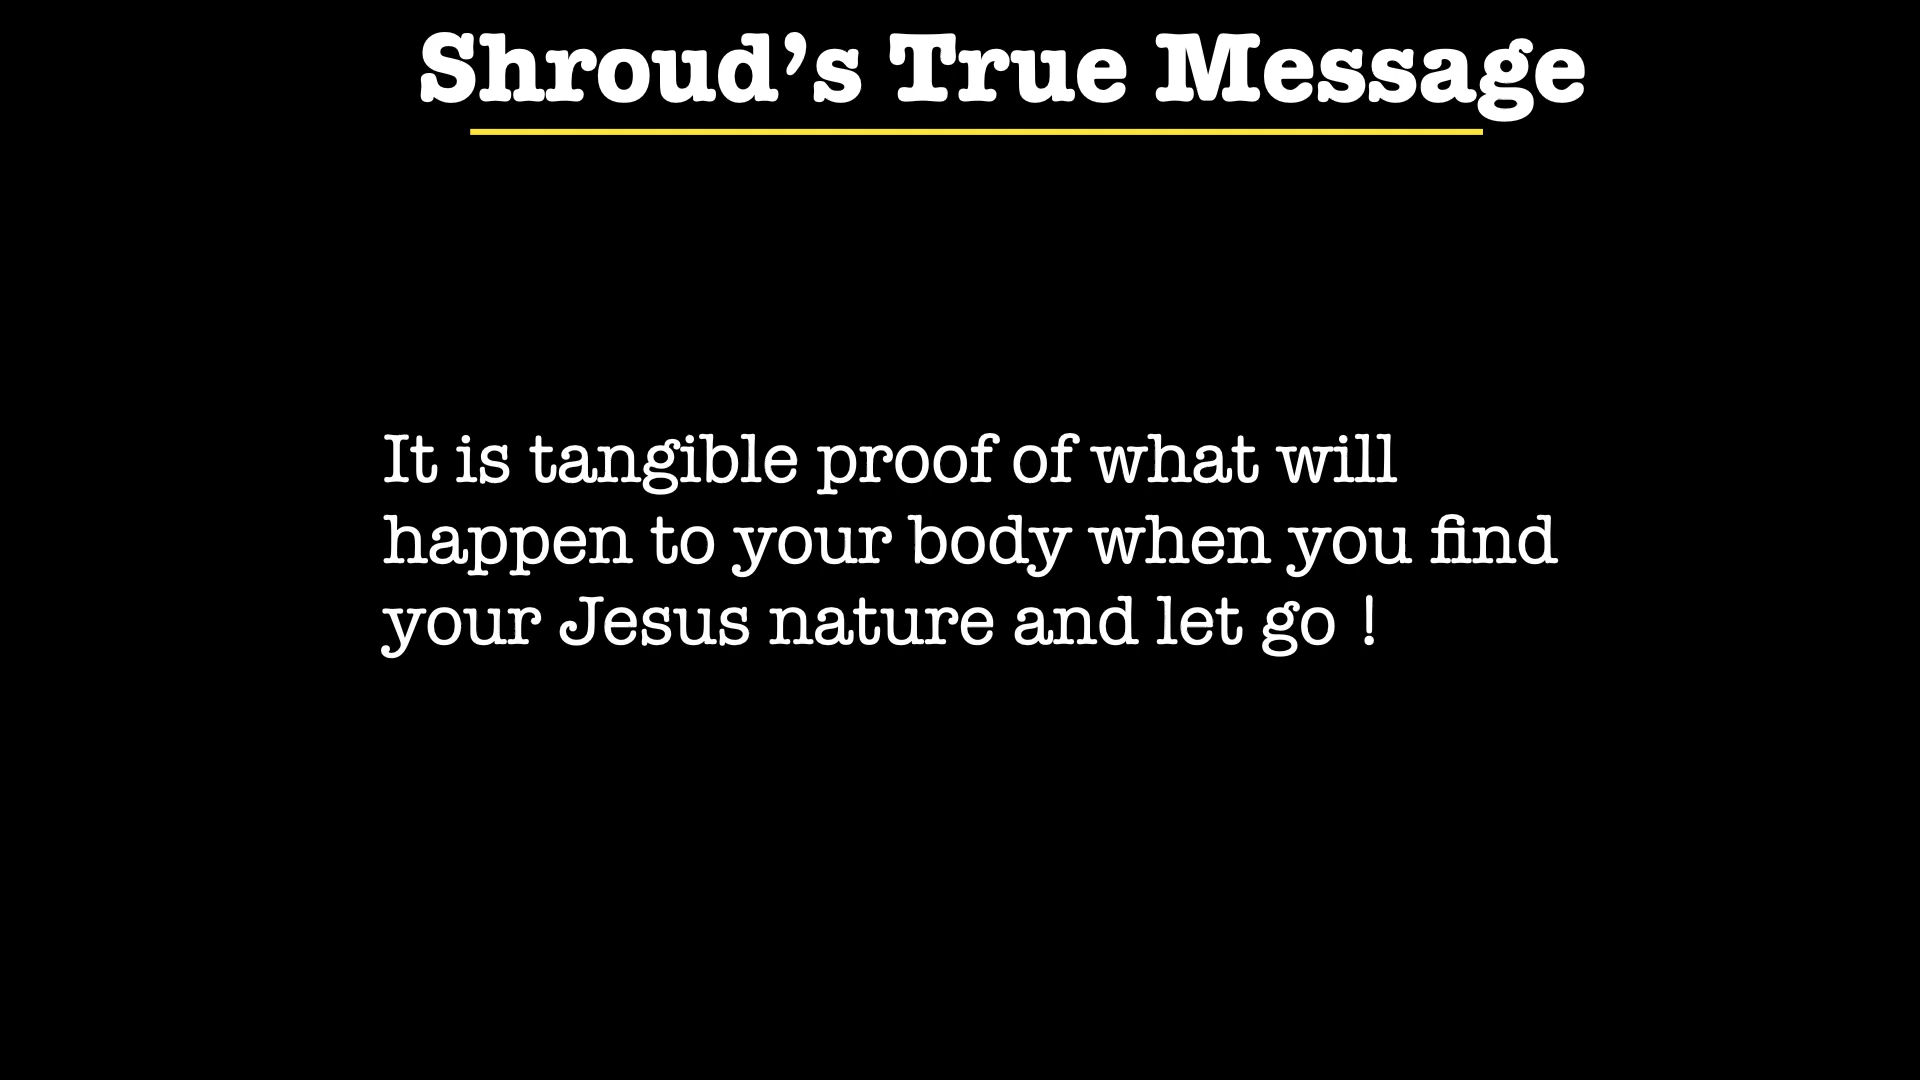 Shroud’s True Message
It is tangible proof of what will
happen to your body when you find
your Jesus nature and let go !